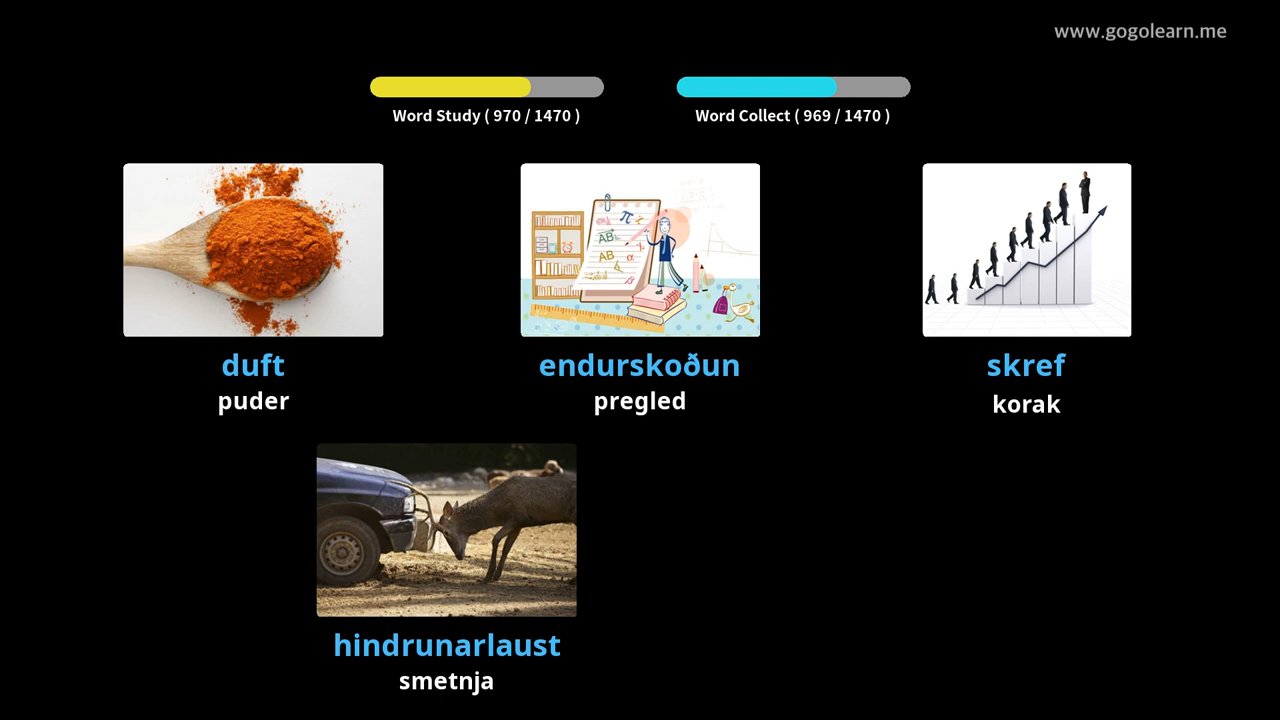 www.gogolearn.me
Word Study ( 970 / 1470 )
Word Collect ( 969 / 1470 )
duft
puder
endurskoðun
pregled
skref
korak
hindrunarlaust
smetnja